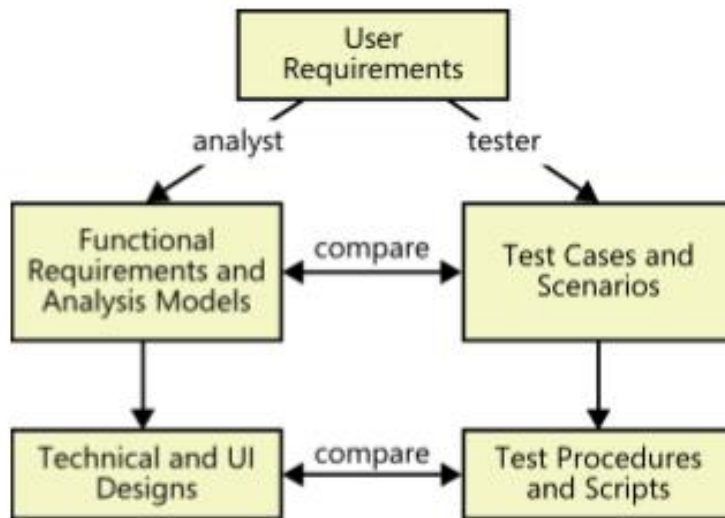 User
Requirements
analyst
tester
Functional
Requirements and
Analysis Models
compare
Test Cases and
Scenarios
Technical and UI
Designs
compare
Test Procedures
and Scripts